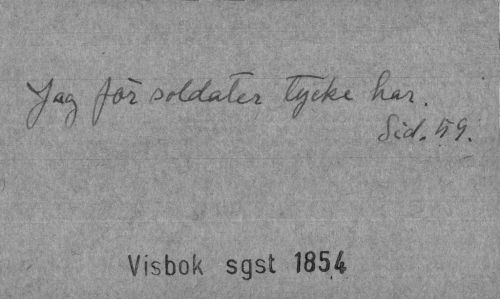 Jag för soldater tycke har.
Sid. 59.
Visbok sgst 1854